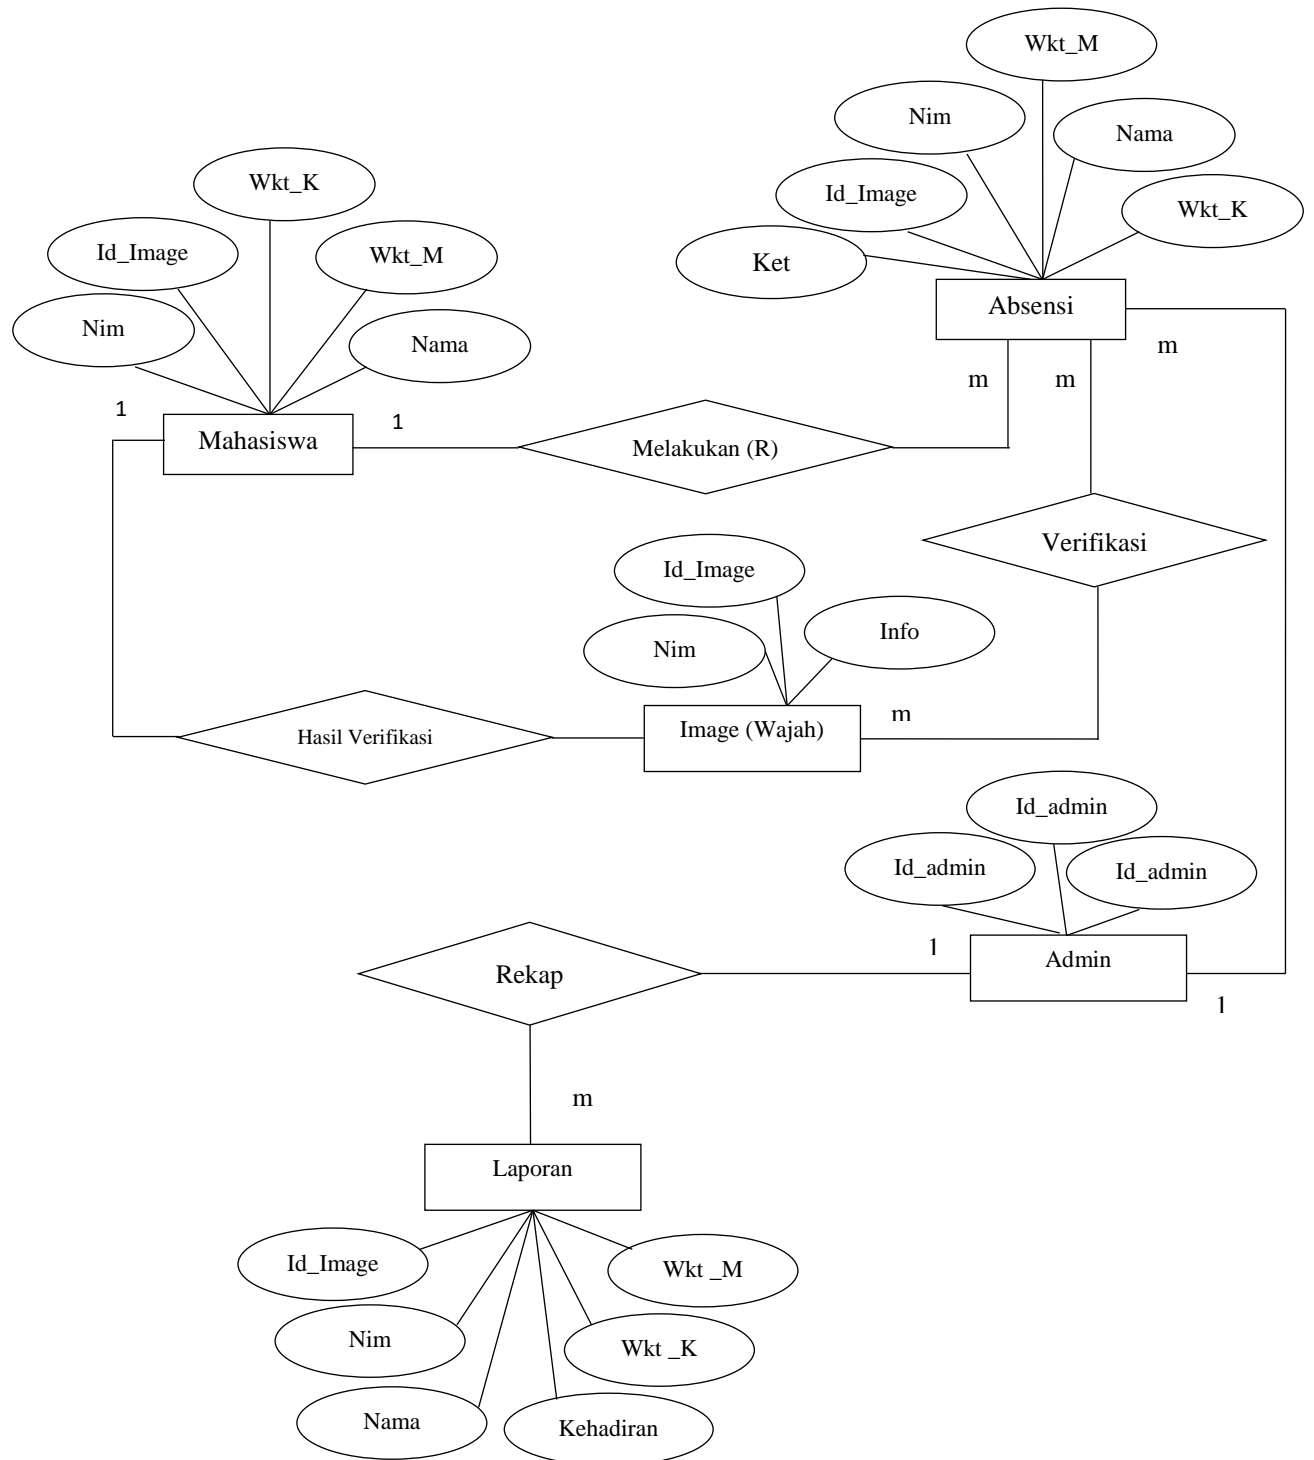 Wkt_M
Nim
Nama
Id_Image
Wkt_K
Ket
Absensi
Wkt_K
Id_Image
Wkt_M
Nim
Nama
1
1
Mahasiswa
m
m
m
Melakukan (R)
Verifikasi
Id_Image
Info
Nim
Image (Wajah)
m
Hasil Verifikasi
Id_admin
Id_admin
Id_admin
1
Admin
1
Rekap
m
Laporan
Id_Image
Wkt _M
Nim
Wkt _K
Nama
Kehadiran